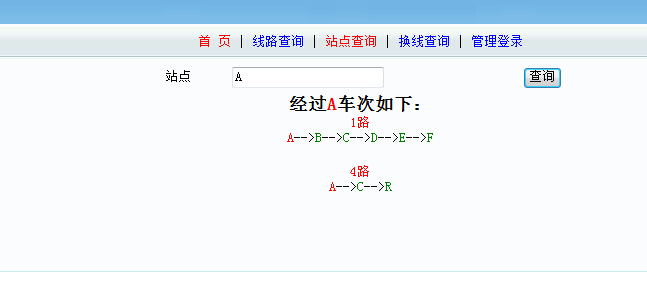 首 页 | 线路查询 | 站点查询 | 换线查询 | 管理登录
站点 A 查询
经过A车次如下:
1路
A-->B-->C-->D-->E-->F
4路
A-->C-->R